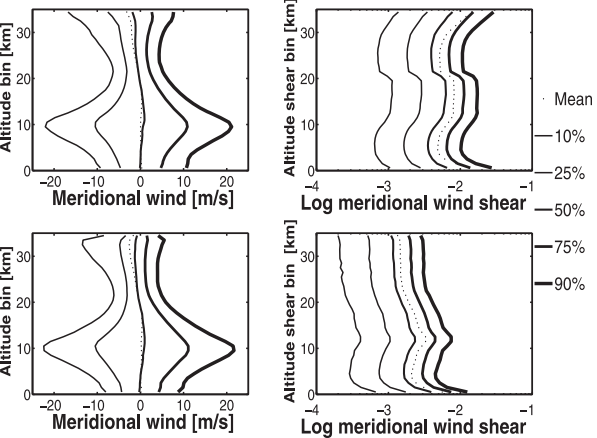 Altitude bin [km]
30
20
10
0
−20 −10 0 10 20
Meridional wind [m/s]
Altitude shear bin [km]
30
20
10
0
−4 −3 −2 −1
Log meridional wind shear
Mean
10%
25%
50%
75%
90%
Altitude bin [km]
30
20
10
0
−20 −10 0 10 20
Meridional wind [m/s]
Altitude shear bin [km]
30
20
10
0
−4 −3 −2 −1
Log meridional wind shear